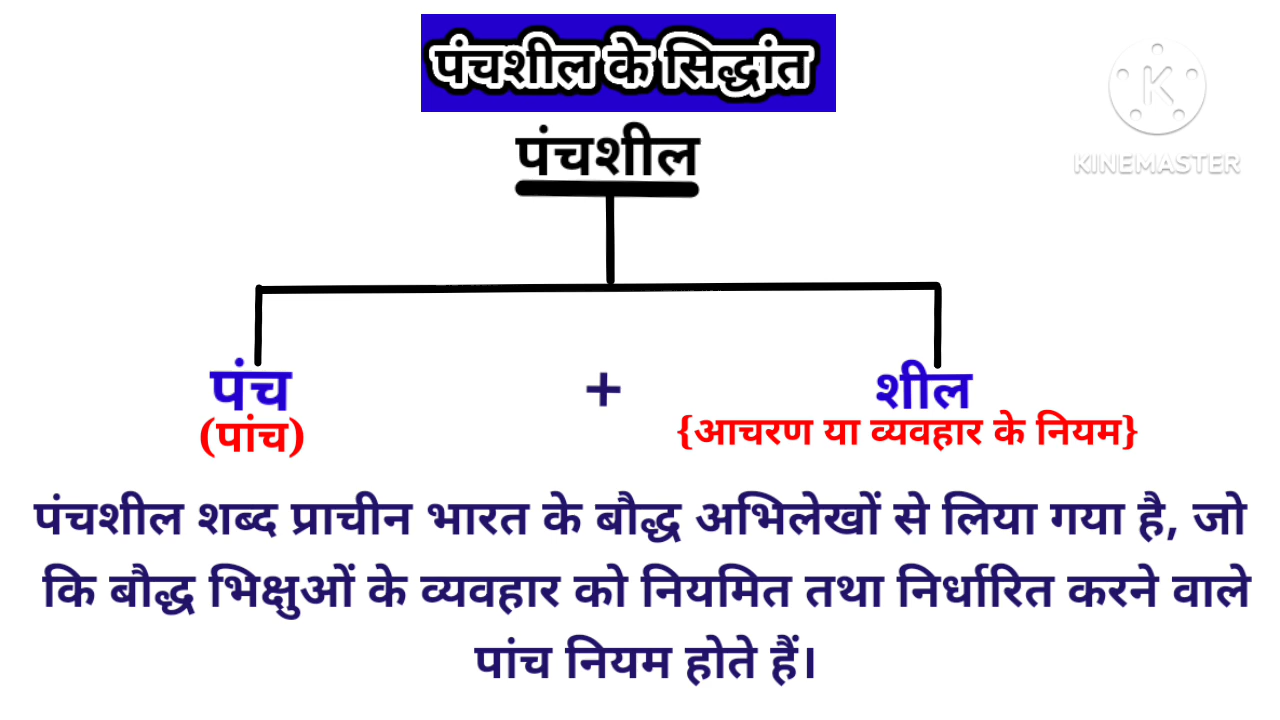 पंचशील के सिद्धांत
K
KINEMASTER
पंचशील
पंच + शील
(पांच) {आचरण या व्यवहार के नियम}
पंचशील शब्द प्राचीन भारत के बौद्ध अभिलेखों से लिया गया है, जो
कि बौद्ध भिक्षुओं के व्यवहार को नियमित तथा निर्धारित करने वाले
पांच नियम होते हैं।